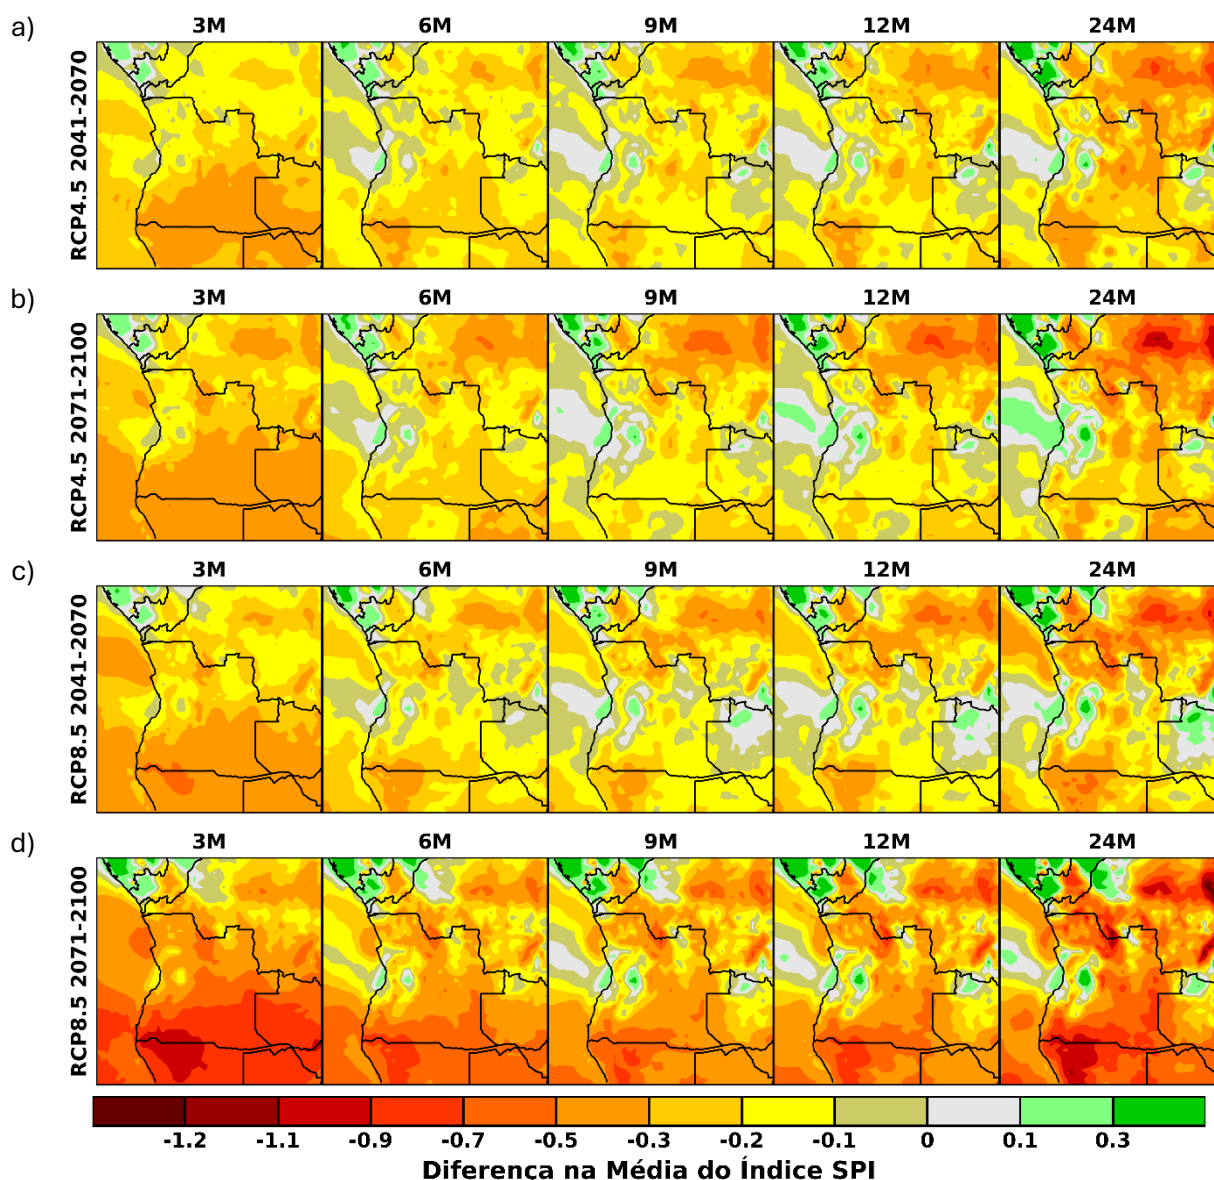 a)
3M 6M 9M 12M 24M
RCP4.5 2041-2070
b)
3M 6M 9M 12M 24M
RCP4.5 2071-2100
c)
3M 6M 9M 12M 24M
RCP8.5 2041-2070
d)
3M 6M 9M 12M 24M
RCP8.5 2071-2100
-1.2 -1.1 -0.9 -0.7 -0.5 -0.3 -0.2 -0.1 0 0.1 0.3
Diferença na Média do Índice SPI